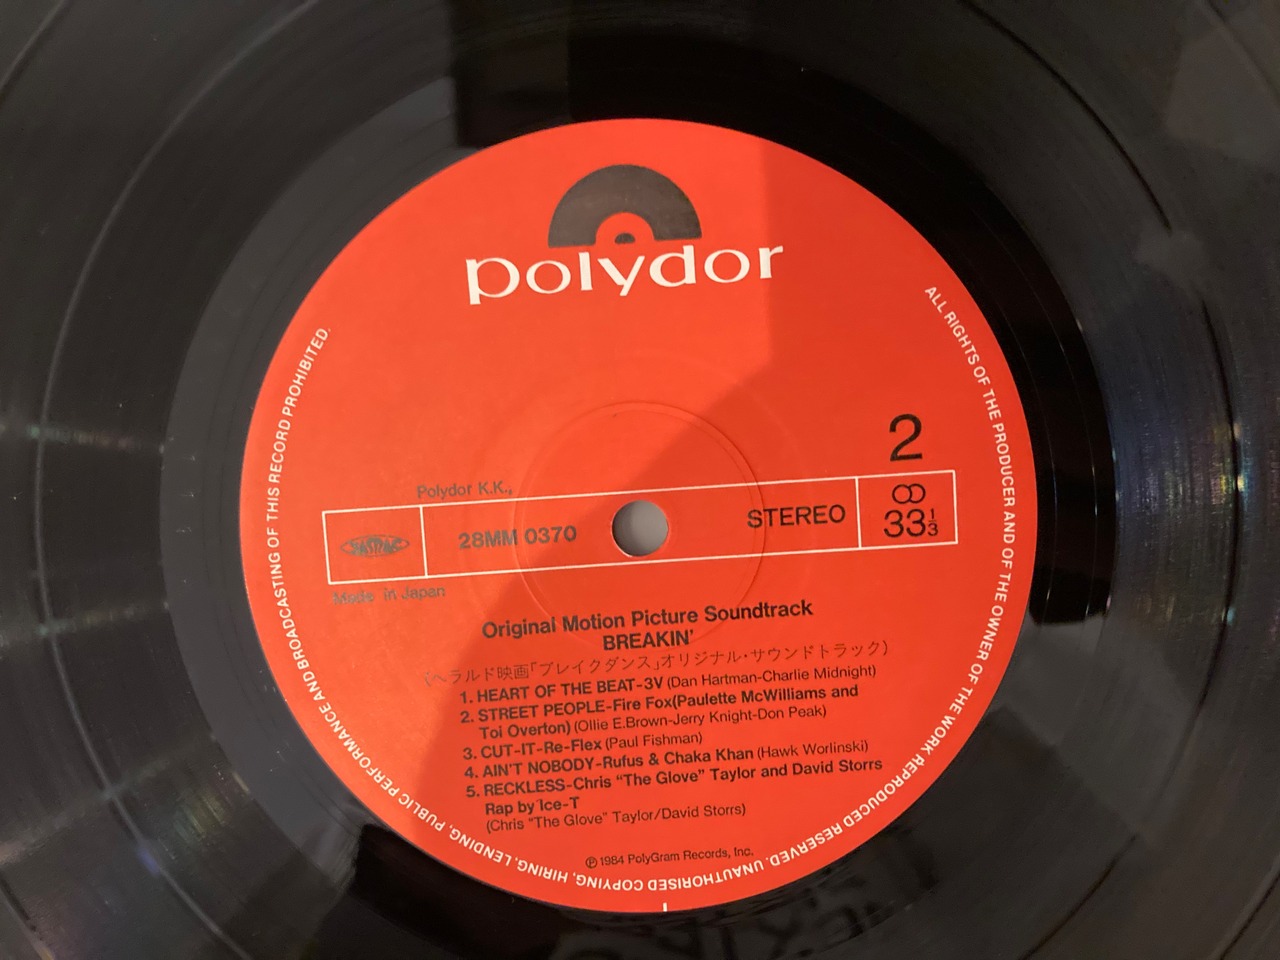 polydor
2
Polydor K.K.,
28MM 0370
STEREO
33 1/3
Made in Japan
Original Motion Picture Soundtrack
BREAKIN'
(ヘラルド映画「ブレイクダンス」オリジナル・サウンドトラック)
1. HEART OF THE BEAT-3V (Dan Hartman-Charlie Midnight)
2. STREET PEOPLE-Fire Fox(Paulette McWilliams and
Toi Overton) (Ollie E.Brown-Jerry Knight-Don Peak)
3. CUT-IT-Re-Flex (Paul Fishman)
4. AIN'T NOBODY-Rufus & Chaka Khan (Hawk Worlinski)
5. RECKLESS-Chris "The Glove" Taylor and David Storrs
Rap by Ice-T
(Chris "The Glove" Taylor/David Storrs)
℗ 1984 PolyGram Records, Inc.
ALL RIGHTS OF THE PRODUCER AND OF THE OWNER OF THE WORK REPRODUCED RESERVED. UNAUTHORISED COPYING, HIRING, LENDING, PUBLIC PERFORMANCE AND BROADCASTING OF THIS RECORD PROHIBITED.